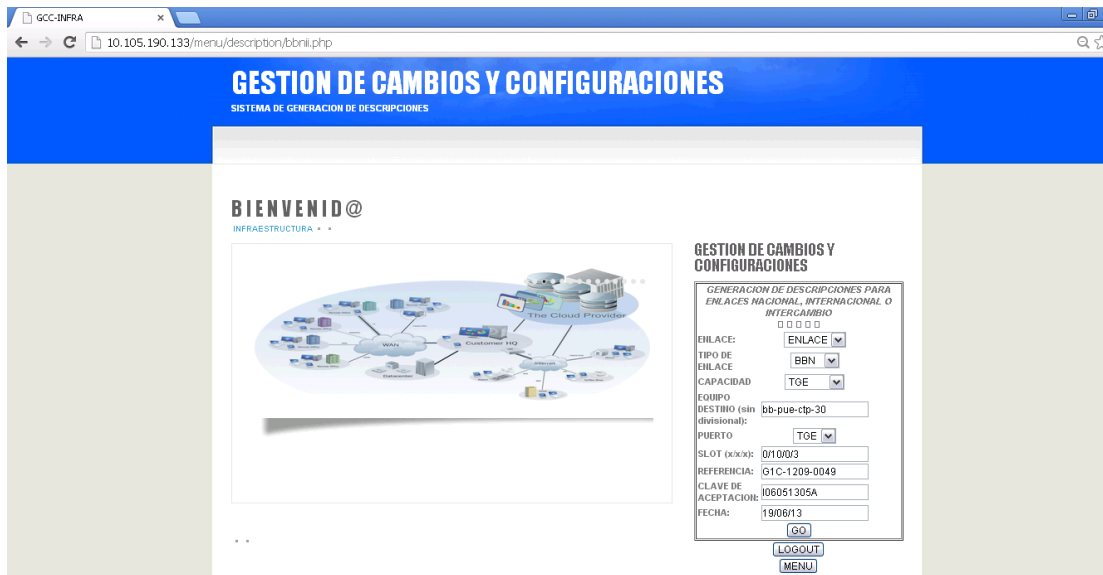 GCC-INFRA
10.105.190.133/menu/description/bbnii.php
GESTION DE CAMBIOS Y CONFIGURACIONES
SISTEMA DE GENERACION DE DESCRIPCIONES
BIENVENID@
INFRAESTRUCTURA
The Cloud Provider
WAN
Customer HQ
Internet
Datacenter
GESTION DE CAMBIOS Y
CONFIGURACIONES
GENERACION DE DESCRIPCIONES PARA
ENLACES NACIONAL, INTERNACIONAL O
INTERCAMBIO
ENLACE: ENLACE
TIPO DE
ENLACE BBN
CAPACIDAD TGE
EQUIPO
DESTINO (sin
divisional): bb-pue-ctp-30
PUERTO TGE
SLOT (x/x/x): 0/10/0/3
REFERENCIA: G1C-1209-0049
CLAVE DE
ACEPTACION: I06051305A
FECHA: 19/06/13
GO
LOGOUT
MENU